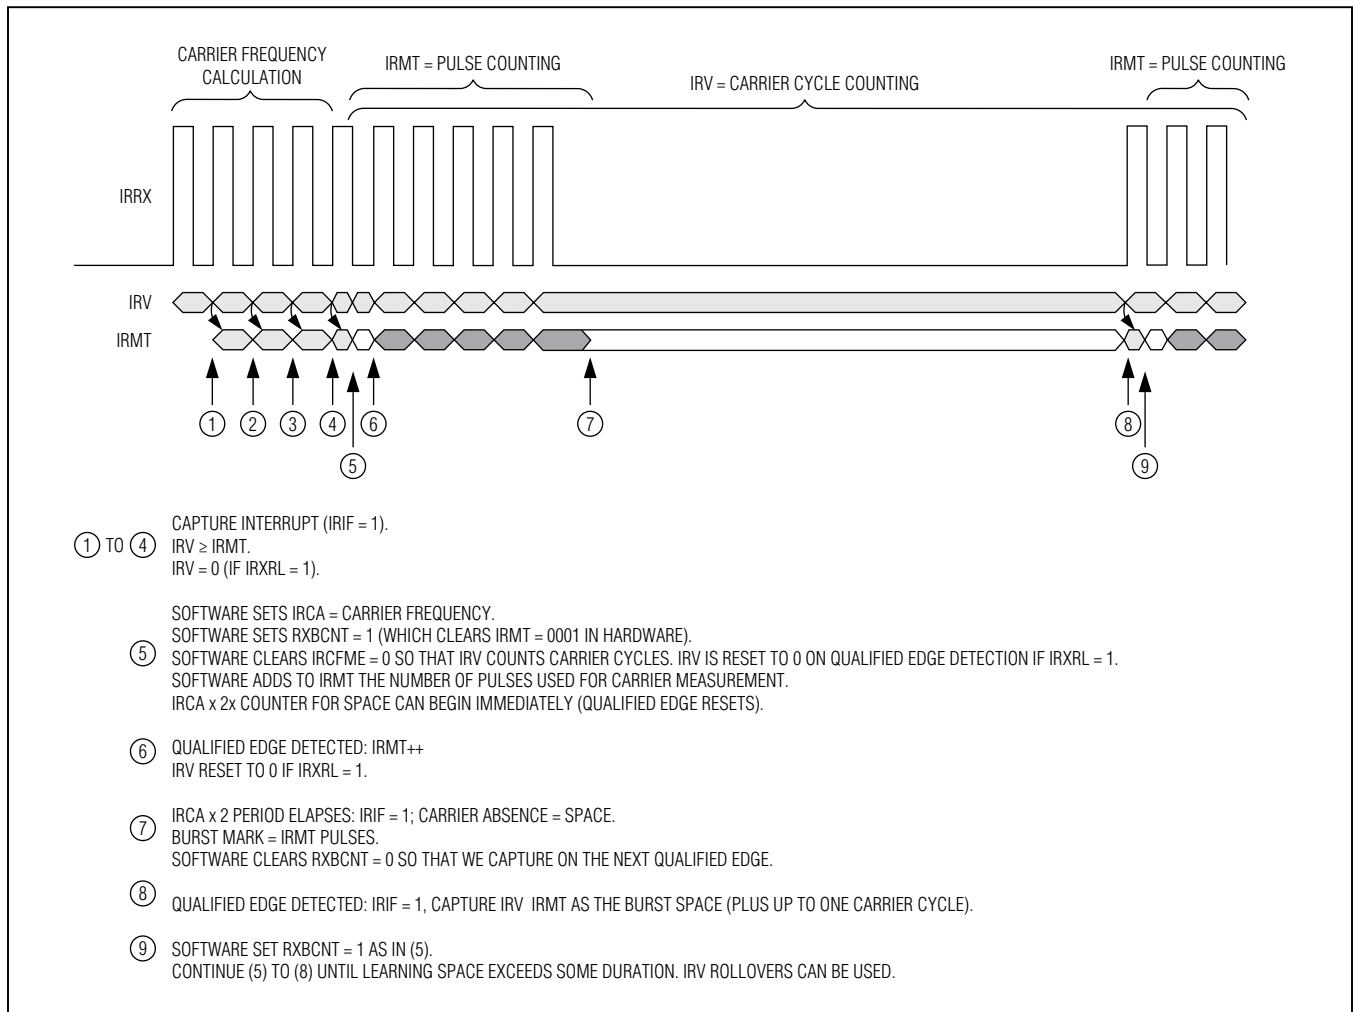 CARRIER FREQUENCY
CALCULATION
IRMT = PULSE COUNTING
IRV = CARRIER CYCLE COUNTING
IRMT = PULSE COUNTING
IRRX
IRV
IRMT
1
2
3
4
5
6
7
8
9
1 TO 4
CAPTURE INTERRUPT (IRIF = 1).
IRV ≥ IRMT.
IRV = 0 (IF IRXRL = 1).
5
SOFTWARE SETS IRCA = CARRIER FREQUENCY.
SOFTWARE SETS RXBCNT = 1 (WHICH CLEARS IRMT = 0001 IN HARDWARE).
SOFTWARE CLEARS IRCFME = 0 SO THAT IRV COUNTS CARRIER CYCLES. IRV IS RESET TO 0 ON QUALIFIED EDGE DETECTION IF IRXRL = 1.
SOFTWARE ADDS TO IRMT THE NUMBER OF PULSES USED FOR CARRIER MEASUREMENT.
IRCA x 2x COUNTER FOR SPACE CAN BEGIN IMMEDIATELY (QUALIFIED EDGE RESETS).
6
QUALIFIED EDGE DETECTED: IRMT++
IRV RESET TO 0 IF IRXRL = 1.
7
IRCA x 2 PERIOD ELAPSES: IRIF = 1; CARRIER ABSENCE = SPACE.
BURST MARK = IRMT PULSES.
SOFTWARE CLEARS RXBCNT = 0 SO THAT WE CAPTURE ON THE NEXT QUALIFIED EDGE.
8
QUALIFIED EDGE DETECTED: IRIF = 1, CAPTURE IRV IRMT AS THE BURST SPACE (PLUS UP TO ONE CARRIER CYCLE).
9
SOFTWARE SET RXBCNT = 1 AS IN (5).
CONTINUE (5) TO (8) UNTIL LEARNING SPACE EXCEEDS SOME DURATION. IRV ROLLOVERS CAN BE USED.